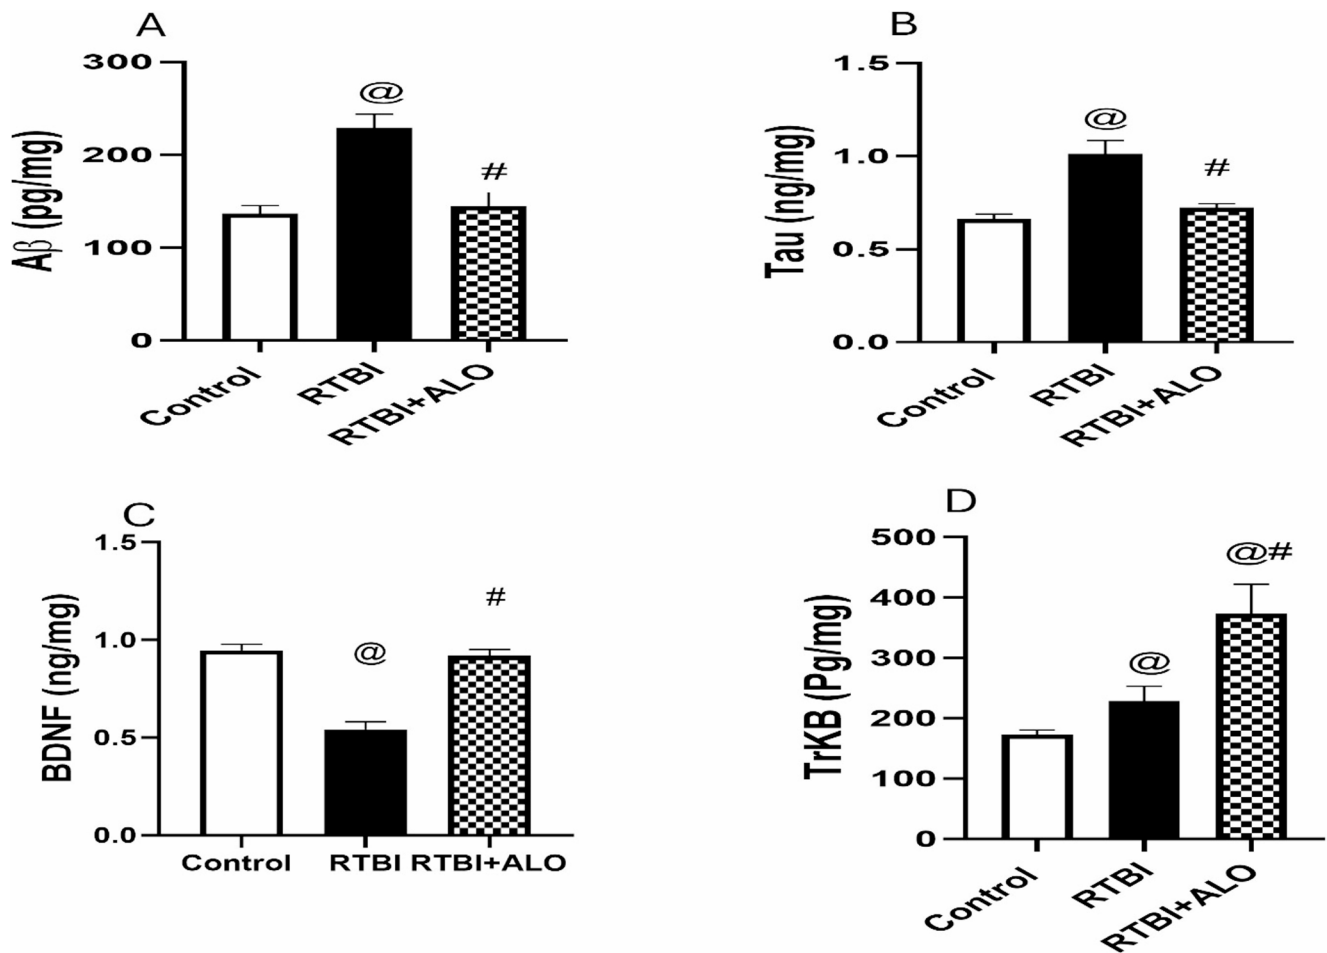 A
Aβ (pg/mg)
300
200
100
0
@
#
Control
RTBI
RTBI+ALO
B
Tau (ng/mg)
1.5
1.0
0.5
0.0
@
#
Control
RTBI
RTBI+ALO
C
BDNF (ng/mg)
1.5
1.0
0.5
0.0
@
#
Control RTBI RTBI+ALO
D
TrKB (Pg/mg)
500
400
300
200
100
0
@
@#
Control
RTBI
RTBI+ALO